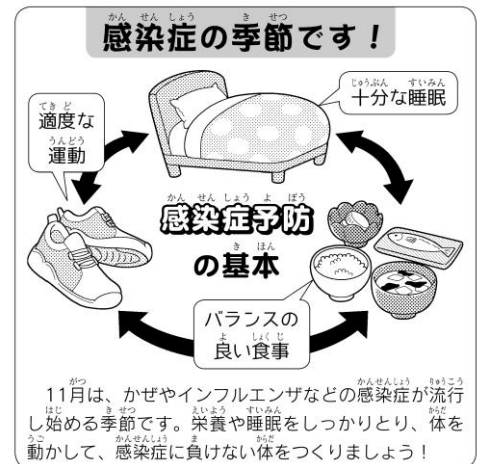 感染症の季節です！
十分な睡眠
適度な
運動
感染症予防
の基本
バランスの
良い食事
11月は、かぜやインフルエンザなどの感染症が流行
し始める季節です。栄養や睡眠をしっかりとり、体を
動かして、感染症に負けない体をつくりましょう！